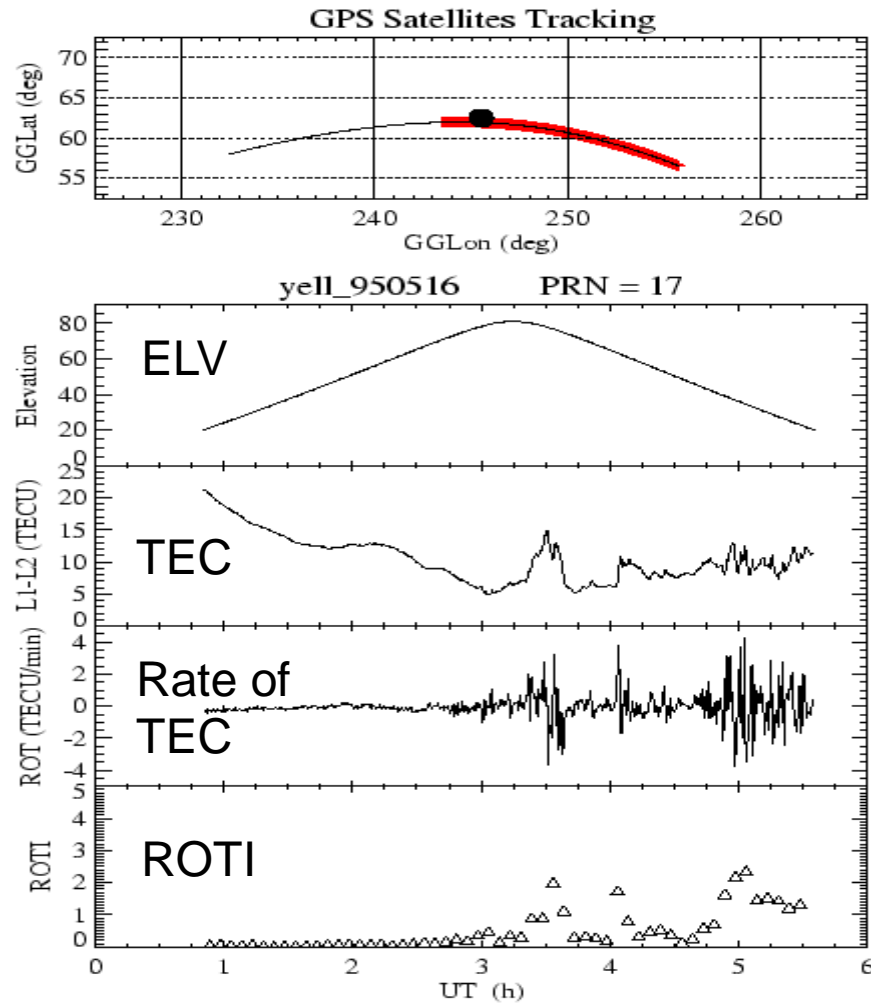 GPS Satellites Tracking
GGLat (deg)
70
65
60
55
230 240 250 260
GGLon (deg)
yell_950516 PRN = 17
Elevation
80
60
40
20
0
ELV
L1-L2 (TECU)
25
20
15
10
5
0
TEC
ROT (TECU/min)
4
2
0
-2
-4
Rate of
TEC
ROTI
5
4
3
2
1
0
ROTI
0 1 2 3 4 5 6
UT (h)